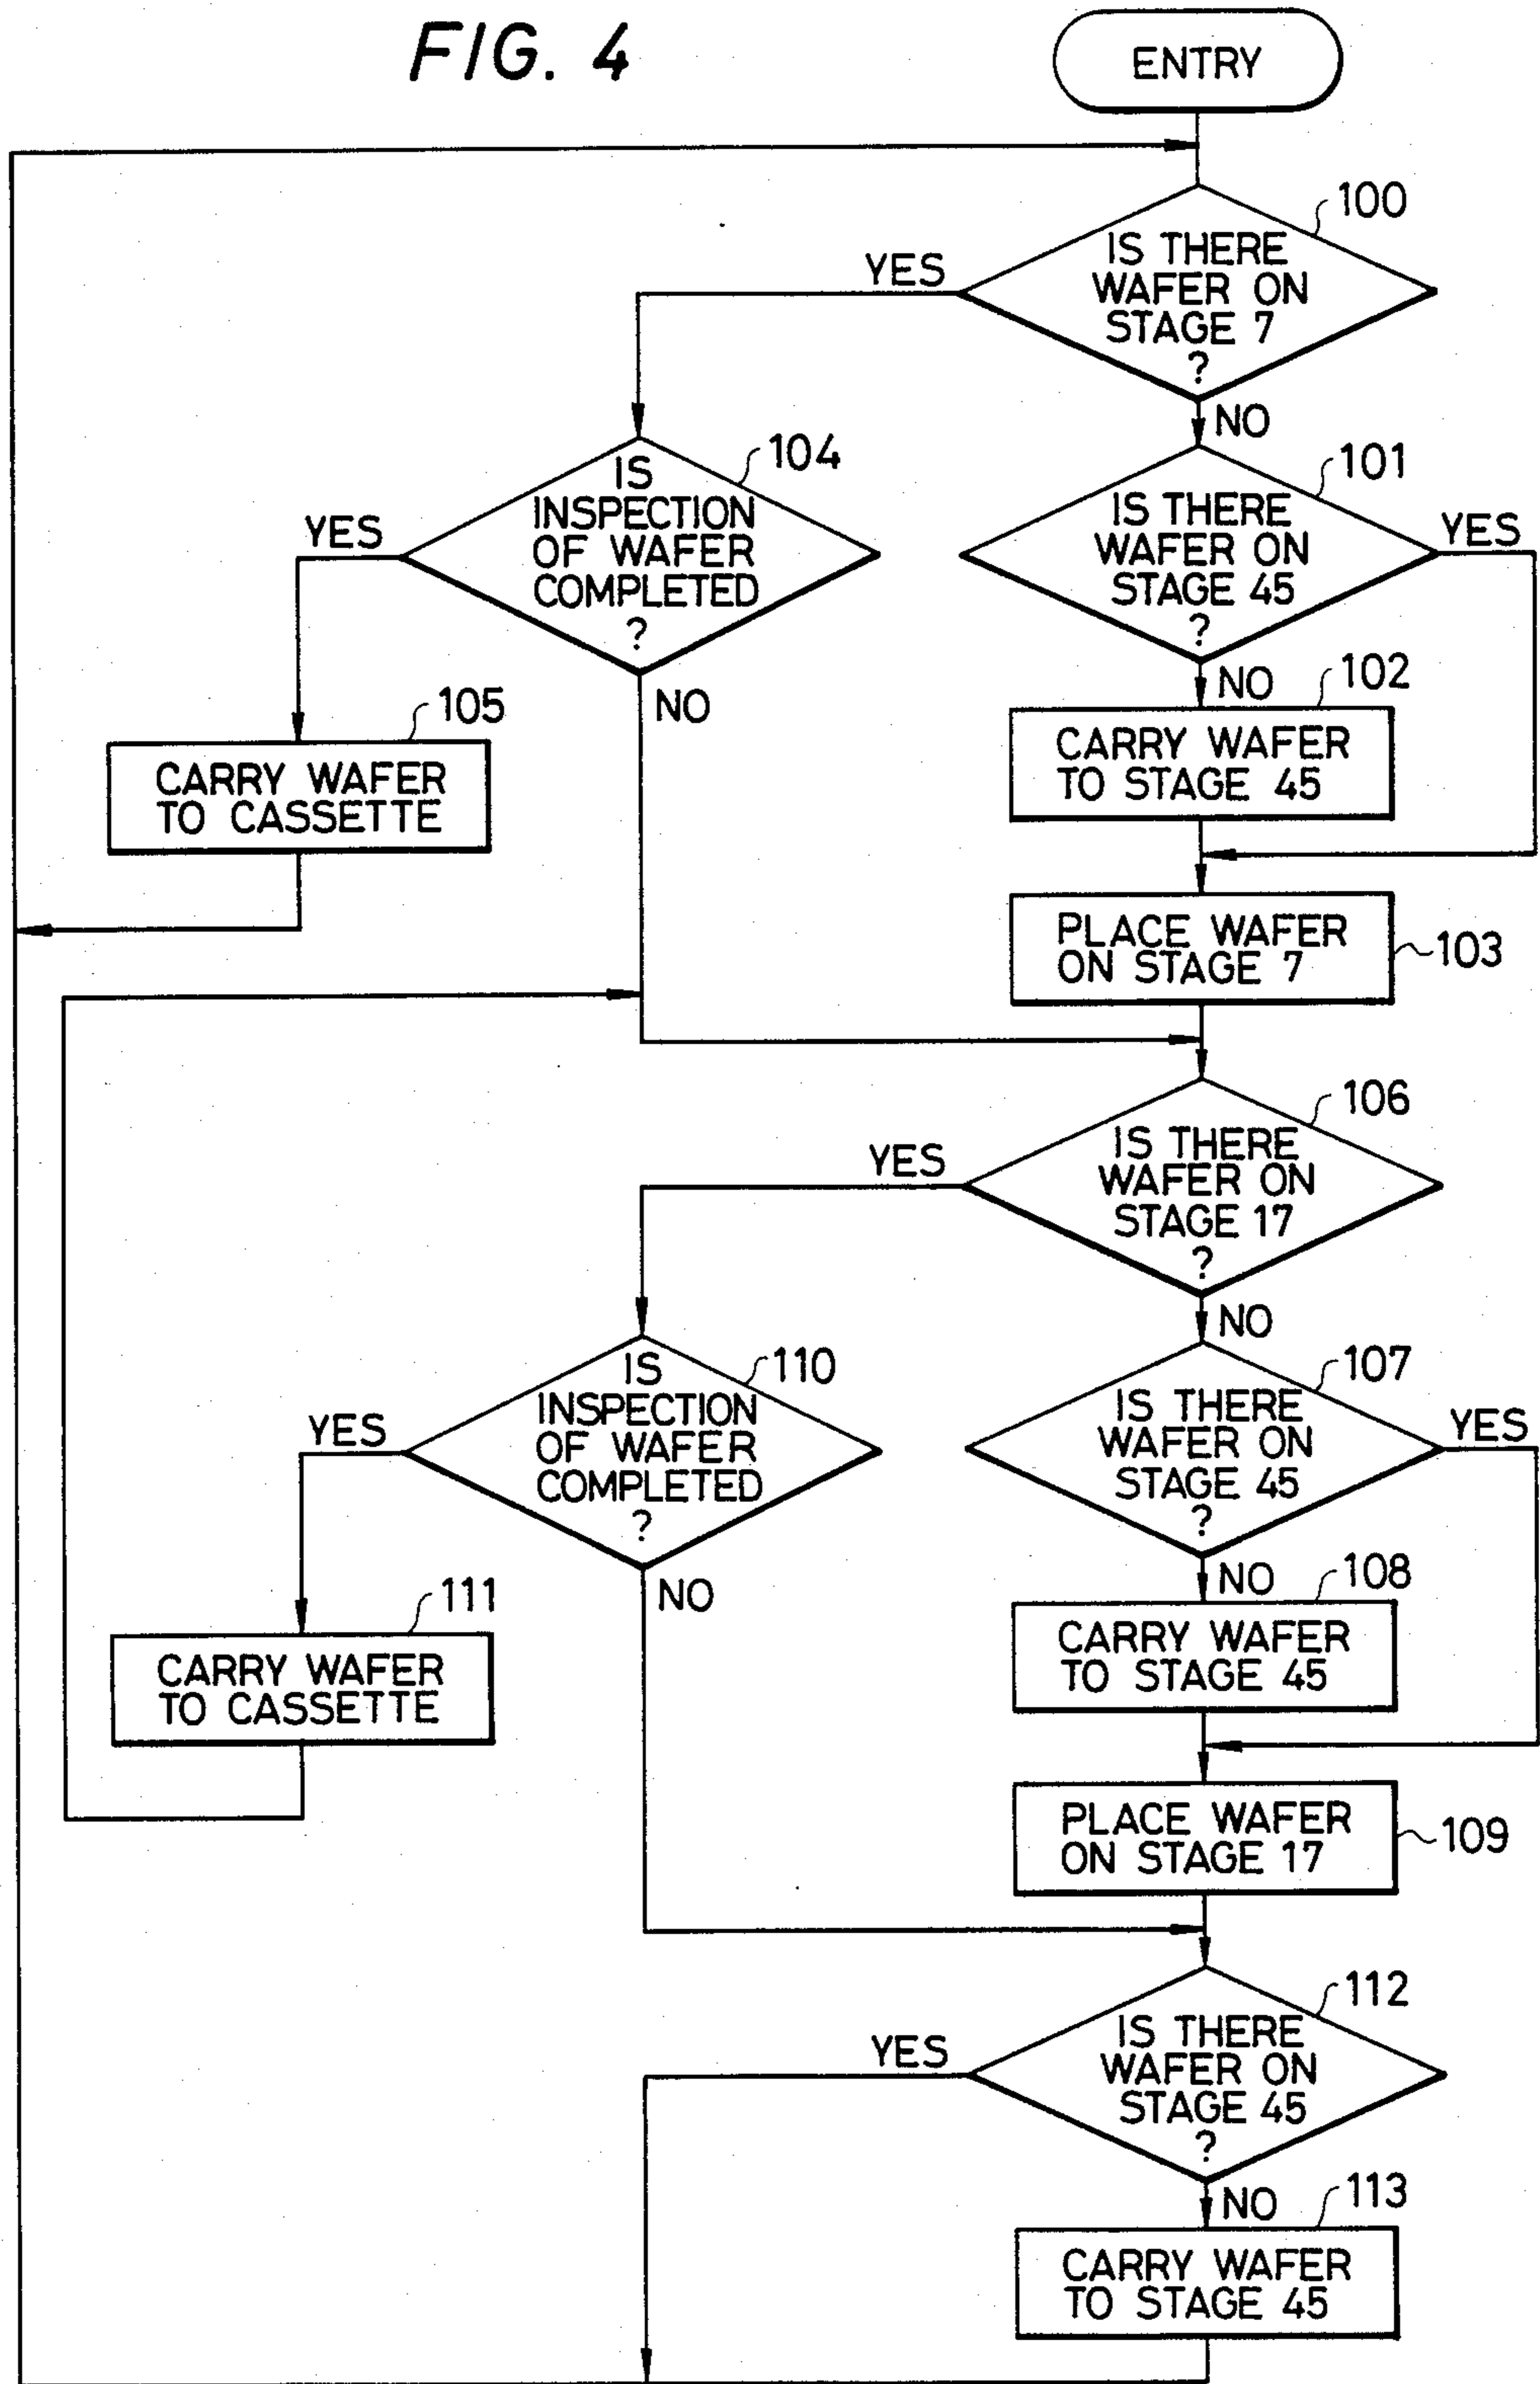 FIG. 4
ENTRY
100
IS THERE
WAFER ON
STAGE 7
?
YES
NO
104
IS
INSPECTION
OF WAFER
COMPLETED
?
YES
NO
101
IS THERE
WAFER ON
STAGE 45
?
YES
NO
105
CARRY WAFER
TO CASSETTE
102
CARRY WAFER
TO STAGE 45
PLACE WAFER
ON STAGE 7
103
106
IS THERE
WAFER ON
STAGE 17
?
YES
NO
110
IS
INSPECTION
OF WAFER
COMPLETED
?
YES
NO
107
IS THERE
WAFER ON
STAGE 45
?
YES
NO
111
CARRY WAFER
TO CASSETTE
108
CARRY WAFER
TO STAGE 45
PLACE WAFER
ON STAGE 17
109
112
IS THERE
WAFER ON
STAGE 45
?
YES
NO
113
CARRY WAFER
TO STAGE 45